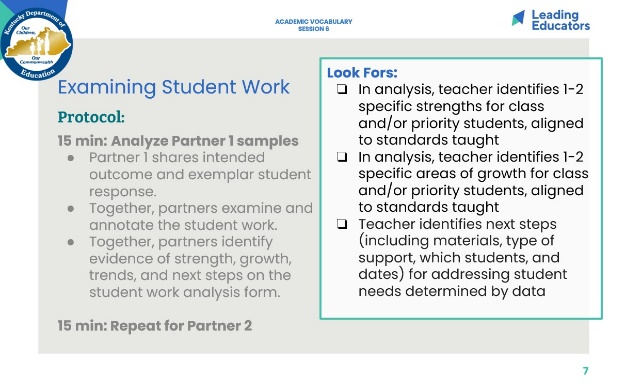 Kentucky Department of
Our Children,
Our Commonwealth
Education
ACADEMIC VOCABULARY
SESSION 6
Leading
Educators
Examining Student Work
Protocol:
15 min: Analyze Partner 1 samples
● Partner 1 shares intended
outcome and exemplar student
response.
● Together, partners examine and
annotate the student work.
● Together, partners identify
evidence of strength, growth,
trends, and next steps on the
student work analysis form.
15 min: Repeat for Partner 2
Look Fors:
❏ In analysis, teacher identifies 1-2
specific strengths for class
and/or priority students, aligned
to standards taught
❏ In analysis, teacher identifies 1-2
specific areas of growth for class
and/or priority students, aligned
to standards taught
❏ Teacher identifies next steps
(including materials, type of
support, which students, and
dates) for addressing student
needs determined by data
7